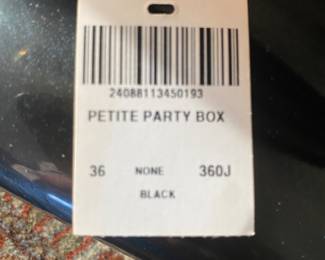 24088113450193
PETITE PARTY BOX
36 NONE 360J
BLACK